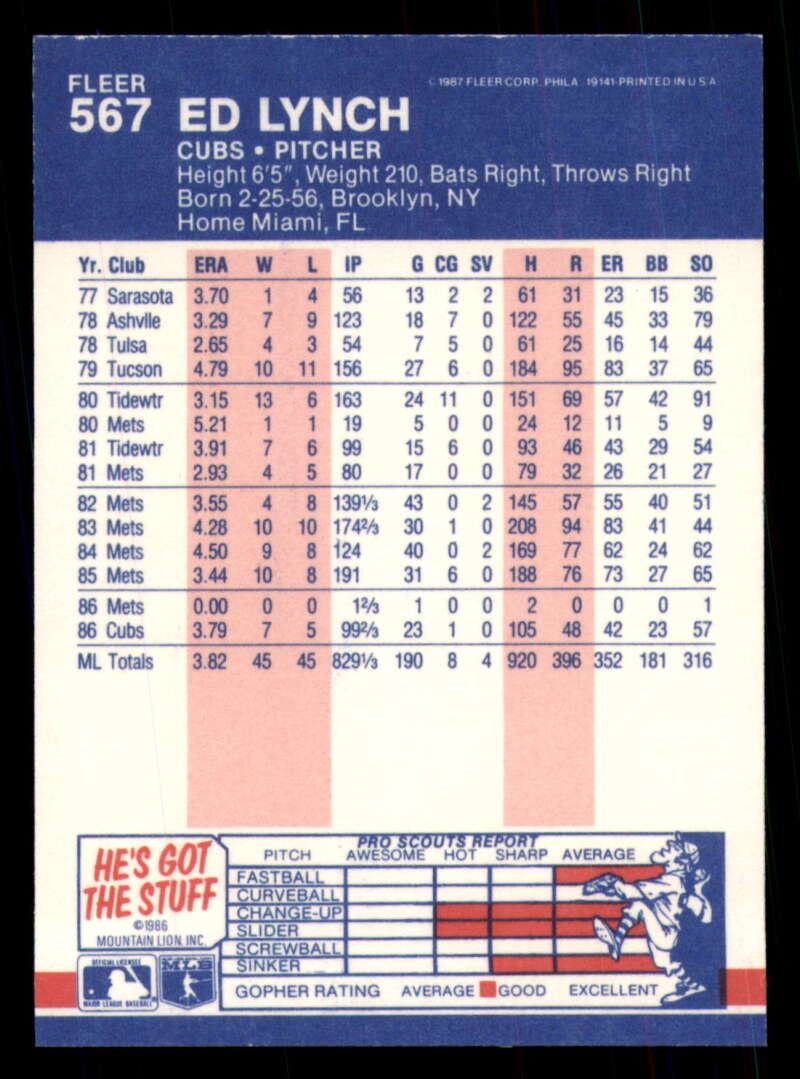 FLEER
567 ED LYNCH
© 1987 FLEER CORP. PHILA. 19141-PRINTED IN U S A
CUBS • PITCHER
Height 6'5", Weight 210, Bats Right, Throws Right
Born 2-25-56, Brooklyn, NY
Home Miami, FL
Yr. Club ERA W L IP G CG SV H R ER BB SO
77 Sarasota 3.70 1 4 56 13 2 2 61 31 23 15 36
78 Ashvlle 3.29 7 9 123 18 7 0 122 55 45 33 79
78 Tulsa 2.65 4 3 54 7 5 0 61 25 16 14 44
79 Tucson 4.79 10 11 156 27 6 0 184 95 83 37 65
80 Tidewtr 3.15 13 6 163 24 11 0 151 69 57 42 91
80 Mets 5.21 1 1 19 5 0 0 24 12 11 5 9
81 Tidewtr 3.91 7 6 99 15 6 0 93 46 43 29 54
81 Mets 2.93 4 5 80 17 0 0 79 32 26 21 27
82 Mets 3.55 4 8 139⅓ 43 0 2 145 57 55 40 51
83 Mets 4.28 10 10 174⅔ 30 1 0 208 94 83 41 44
84 Mets 4.50 9 8 124 40 0 2 169 77 62 24 62
85 Mets 3.44 10 8 191 31 6 0 188 76 73 27 65
86 Mets 0.00 0 0 1⅔ 1 0 0 2 0 0 0 1
86 Cubs 3.79 7 5 99⅔ 23 1 0 105 48 42 23 57
ML Totals 3.82 45 45 829⅓ 190 8 4 920 396 352 181 316
HE'S GOT
THE STUFF
©1986
MOUNTAIN LION, INC.
PRO SCOUTS REPORT
PITCH AWESOME HOT SHARP AVERAGE
FASTBALL
CURVEBALL
CHANGE-UP
SLIDER
SCREWBALL
SINKER
GOPHER RATING AVERAGE GOOD EXCELLENT
OFFICIAL LICENSEE
MAJOR LEAGUE BASEBALL
MLB